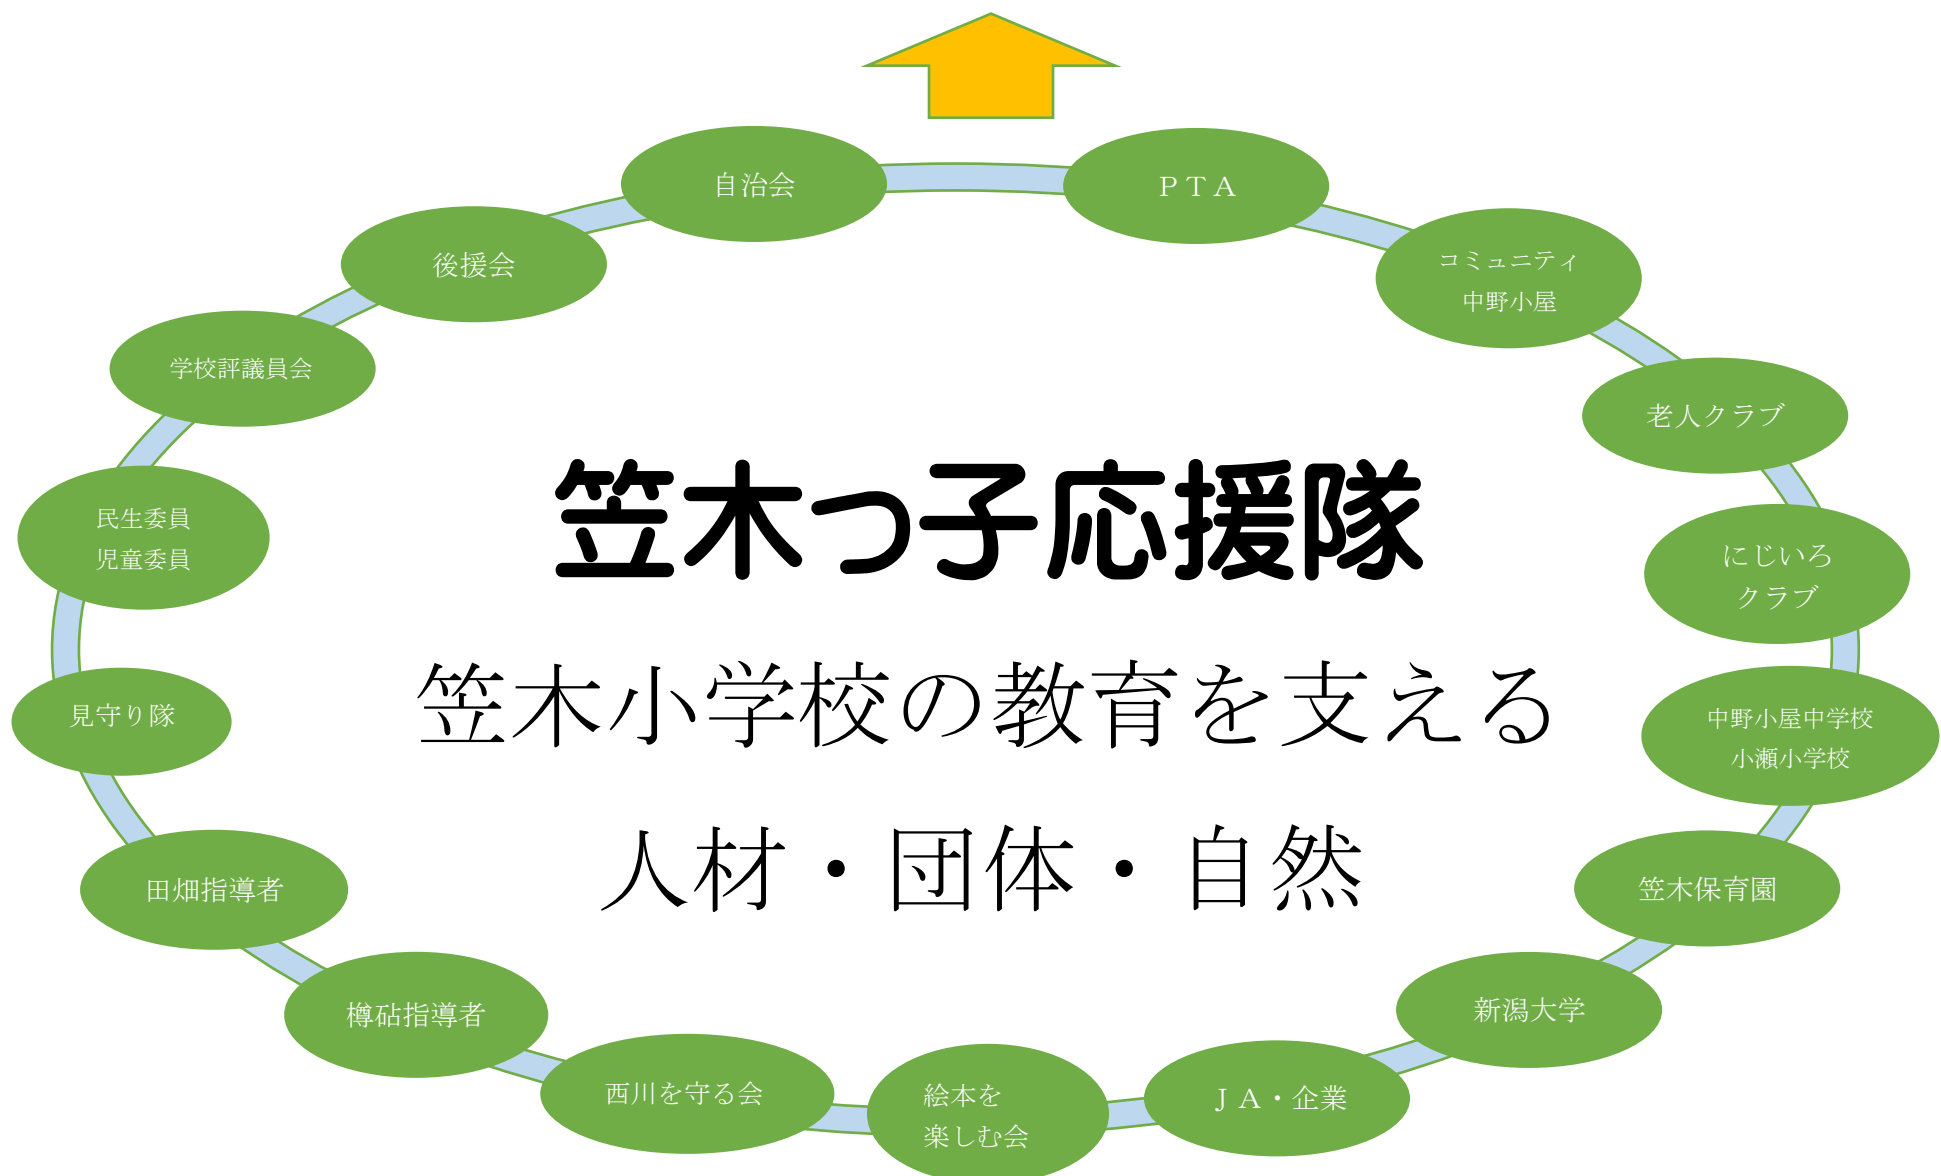 自治会
ＰＴＡ
後援会
コミュニティ
中野小屋
学校評議員会
老人クラブ
民生委員
児童委員
笠木っ子応援隊
にじいろ
クラブ
笠木小学校の教育を支える
見守り隊
中野小屋中学校
小瀬小学校
人材・団体・自然
田畑指導者
笠木保育園
樽砧指導者
新潟大学
西川を守る会
絵本を
楽しむ会
ＪＡ・企業